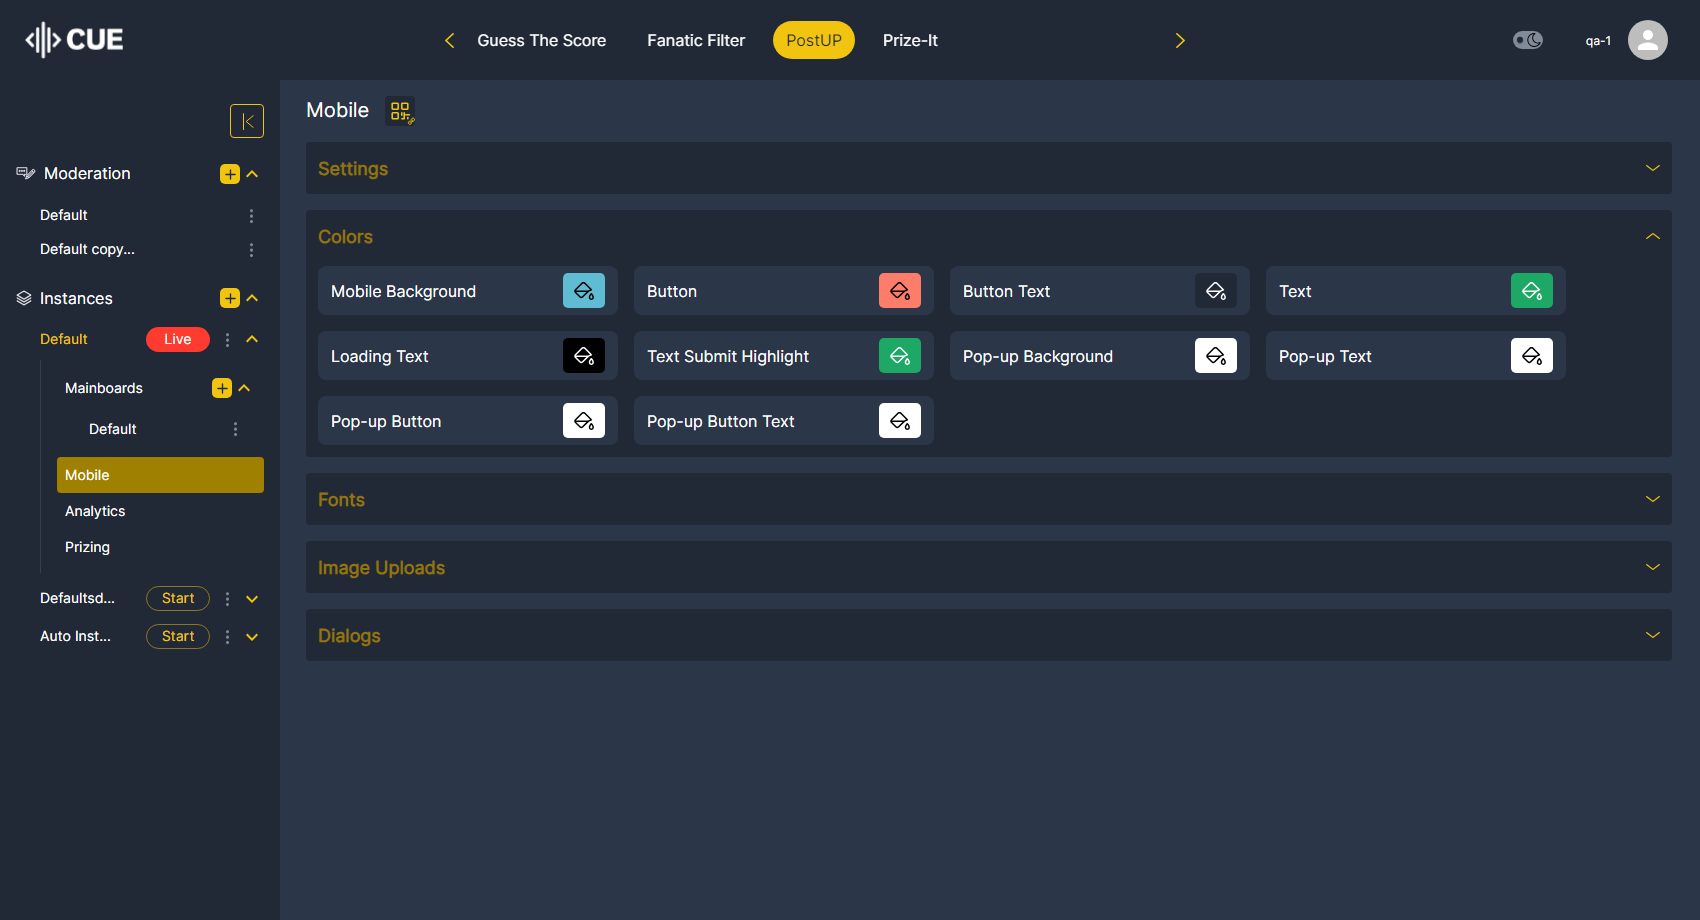 CUE
Guess The Score
Fanatic Filter
PostUP
Prize-It
qa-1
Moderation
Default
Default copy...
Instances
Default Live
Mainboards
Default
Mobile
Analytics
Prizing
Defaultsd... Start
Auto Inst... Start
Mobile
Settings
Colors
Mobile Background
Button
Button Text
Text
Loading Text
Text Submit Highlight
Pop-up Background
Pop-up Text
Pop-up Button
Pop-up Button Text
Fonts
Image Uploads
Dialogs